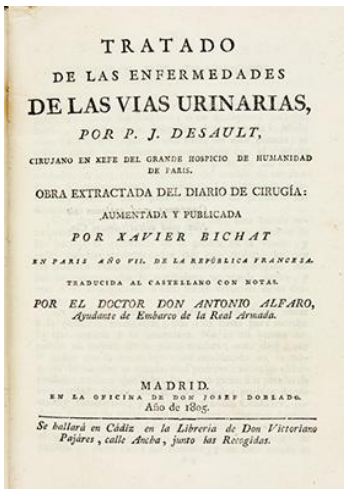 TRATADO
DE LAS ENFERMEDADES
DE LAS VIAS URINARIAS,
POR P. J. DESAULT,
CIRUJANO EN XEFE DEL GRANDE HOSPICIO DE HUMANIDAD
DE PARIS.
OBRA EXTRACTADA DEL DIARIO DE CIRUGÍA:
AUMENTADA Y PUBLICADA
POR XAVIER BICHAT
EN PARIS AÑO VII. DE LA REPÚBLICA FRANCESA.
TRADUCIDA AL CASTELLANO CON NOTAS.
POR EL DOCTOR DON ANTONIO ALFARO,
Ayudante de Embarco de la Real Armada.
MADRID.
EN LA OFICINA DE DON JOSEF DOBLADO.
Año de 1805.
Se hallará en Cádiz en la Librería de Don Victoriano
Pajáres, calle Ancha, junto las Recogidas.